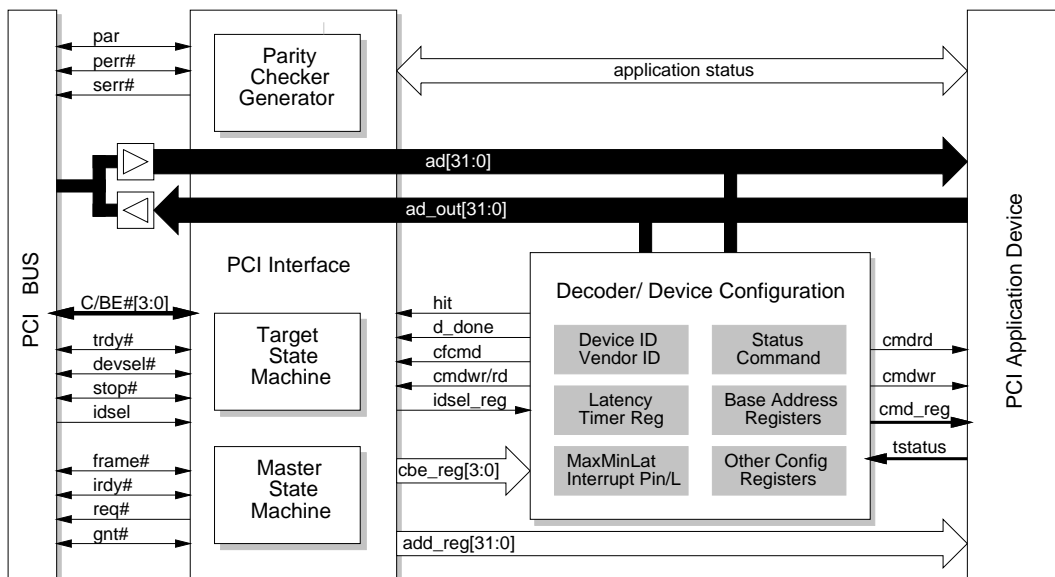 PCI BUS
par
perr#
serr#
Parity
Checker
Generator
application status
ad[31:0]
ad_out[31:0]
PCI Interface
C/BE#[3:0]
trdy#
devsel#
stop#
idsel
Target
State
Machine
frame#
irdy#
req#
gnt#
Master
State
Machine
hit
d_done
cfcmd
cmdwr/rd
idsel_reg
cbe_reg[3:0]
add_reg[31:0]
Decoder/ Device Configuration
Device ID
Vendor ID
Status
Command
Latency
Timer Reg
Base Address
Registers
MaxMinLat
Interrupt Pin/L
Other Config
Registers
cmdrd
cmdwr
cmd_reg
tstatus
PCI Application Device